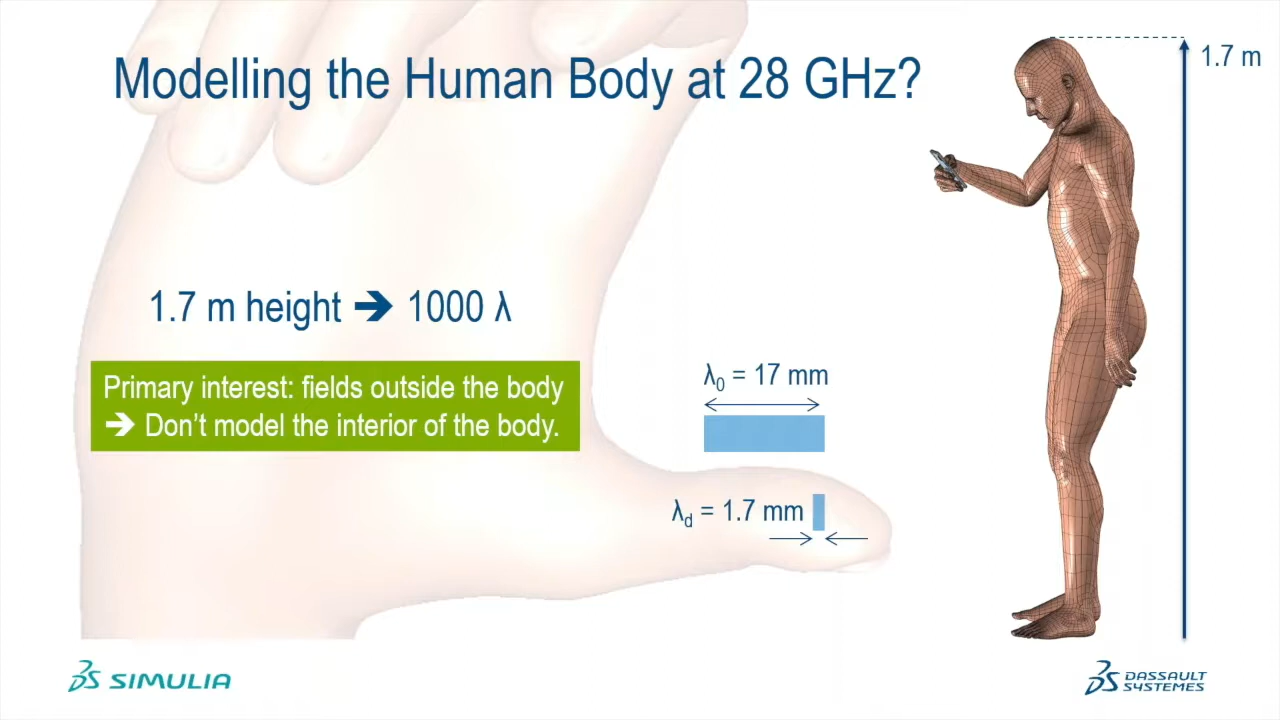 Modelling the Human Body at 28 GHz?
1.7 m
1.7 m height ➔ 1000 λ
Primary interest: fields outside the body
➔ Don't model the interior of the body.
λ₀ = 17 mm
λd = 1.7 mm
SIMULIA
DASSAULT
SYSTEMES